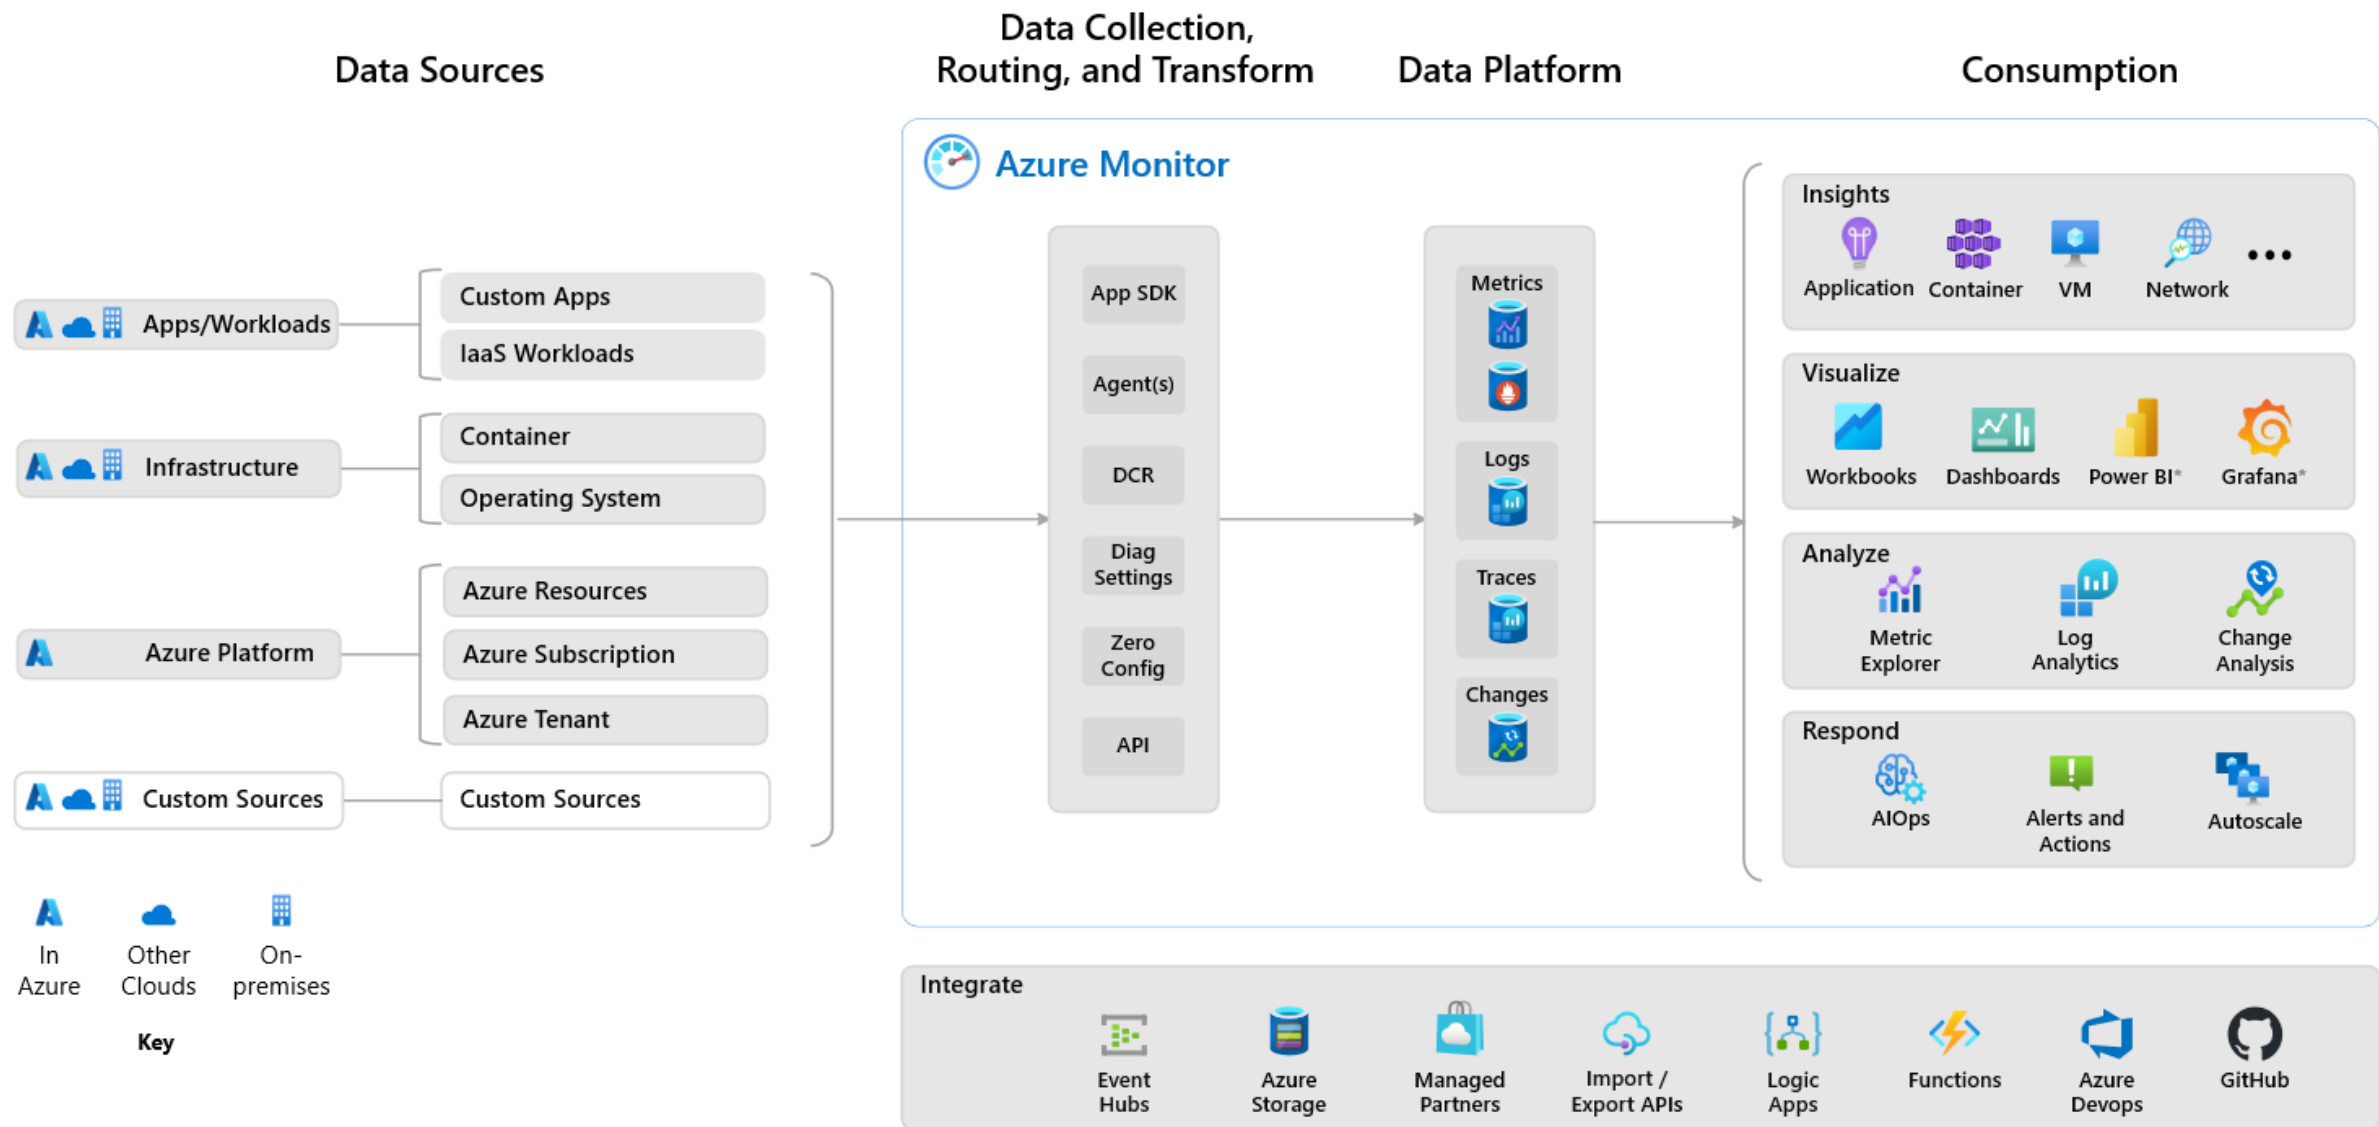 Data Sources
Data Collection,
Routing, and Transform
Data Platform
Consumption
Azure Monitor
Apps/Workloads
Custom Apps
IaaS Workloads
Infrastructure
Container
Operating System
Azure Platform
Azure Resources
Azure Subscription
Azure Tenant
Custom Sources
Custom Sources
In
Azure
Other
Clouds
On-
premises
Key
App SDK
Agent(s)
DCR
Diag
Settings
Zero
Config
API
Metrics
Logs
Traces
Changes
Insights
Application
Container
VM
Network
...
Visualize
Workbooks
Dashboards
Power BI*
Grafana*
Analyze
Metric
Explorer
Log
Analytics
Change
Analysis
Respond
AIOps
Alerts and
Actions
Autoscale
Integrate
Event
Hubs
Azure
Storage
Managed
Partners
Import /
Export APIs
Logic
Apps
Functions
Azure
Devops
GitHub